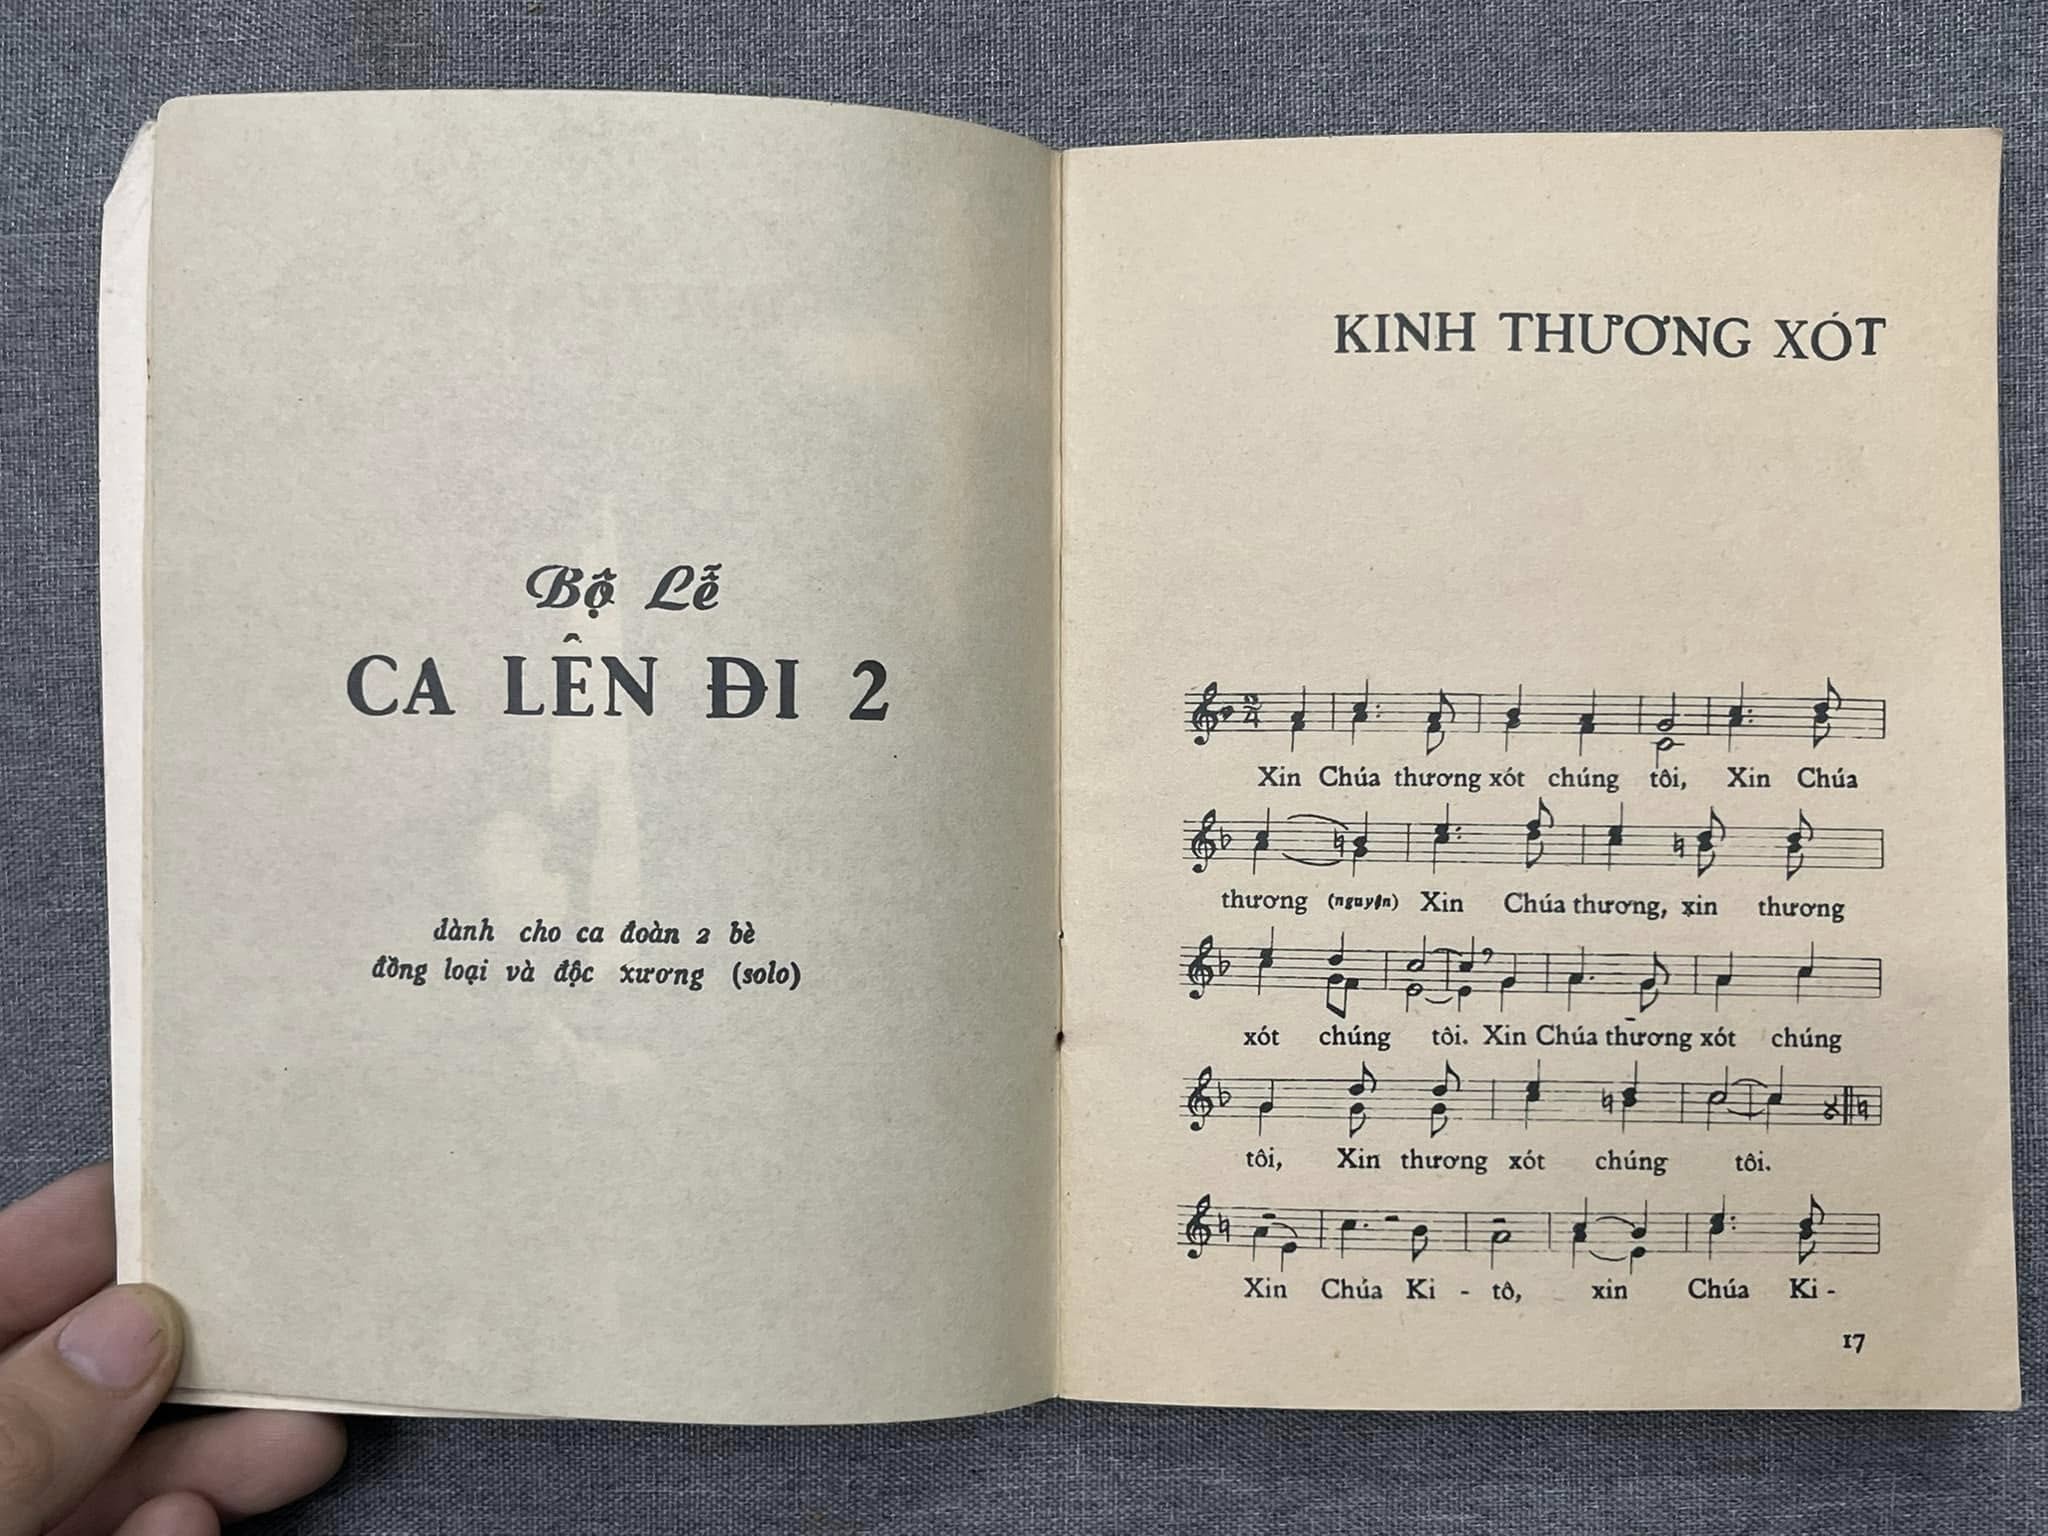 Bộ Lễ
CA LÊN ĐI 2
dành cho ca đoàn 2 bè
đồng loại và độc xương (solo)
KINH THƯƠNG XÓT
2
4
Xin Chúa thương xót chúng tôi, Xin Chúa
thương (nguyện) Xin Chúa thương, xin thương
xót chúng tôi. Xin Chúa thương xót chúng
tôi, Xin thương xót chúng tôi.
Xin Chúa Ki - tô, xin Chúa Ki -
17